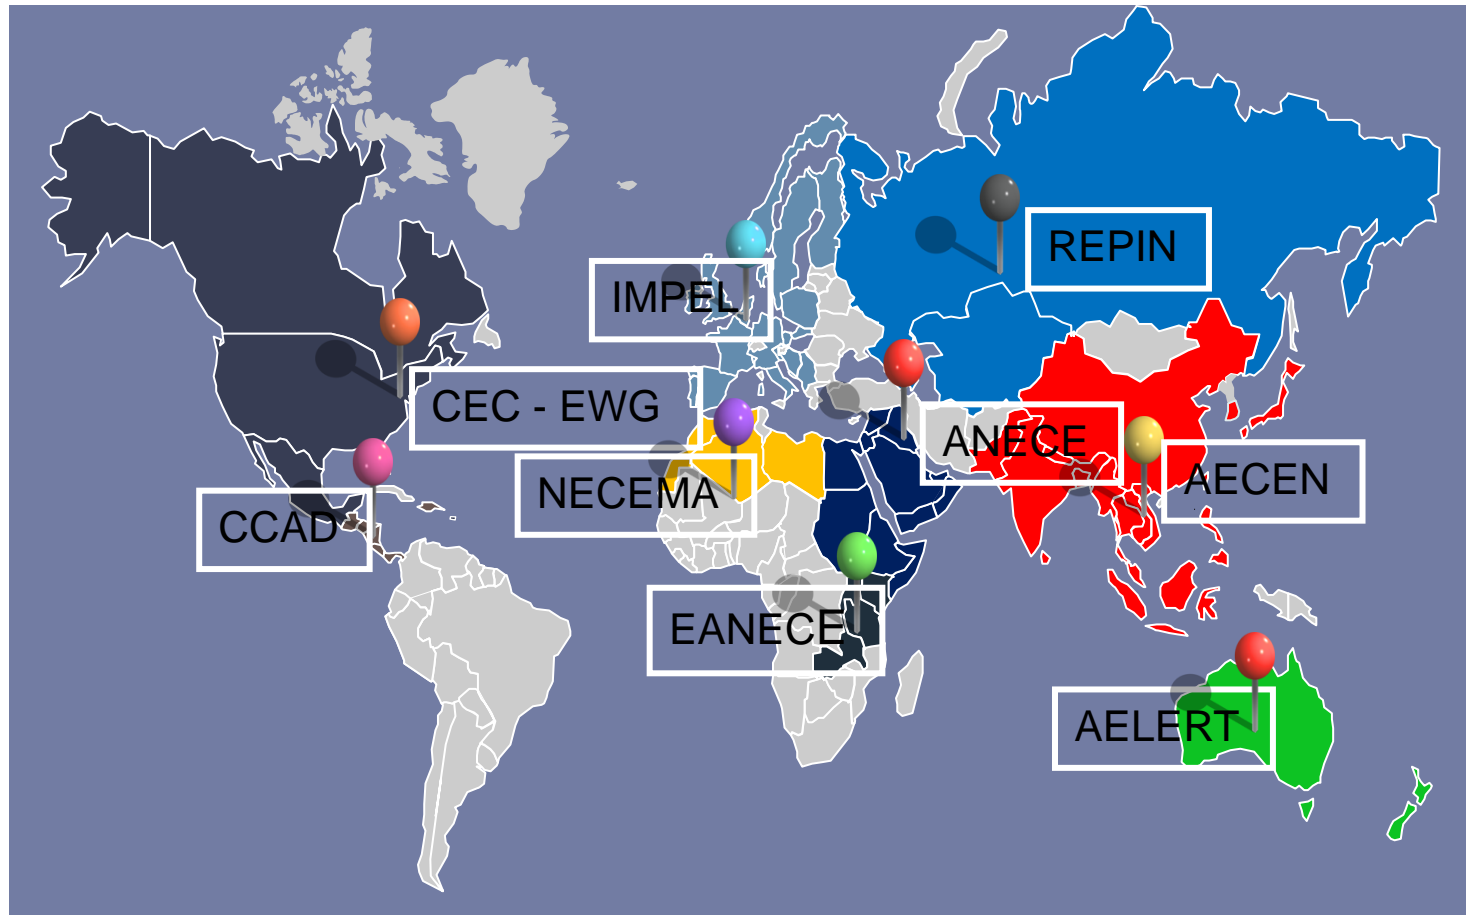 REPIN
IMPEL
CEC - EWG
ANECE
AECEN
NECEMA
CCAD
EANECE
AELERT